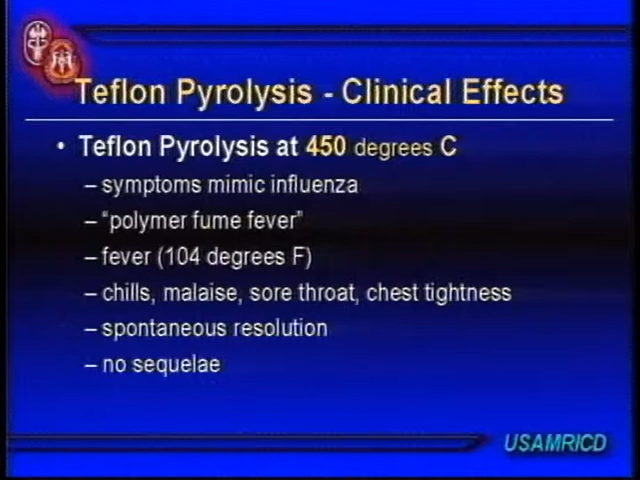 Teflon Pyrolysis - Clinical Effects
• Teflon Pyrolysis at 450 degrees C
– symptoms mimic influenza
– “polymer fume fever”
– fever (104 degrees F)
– chills, malaise, sore throat, chest tightness
– spontaneous resolution
– no sequelae
USAMRICD